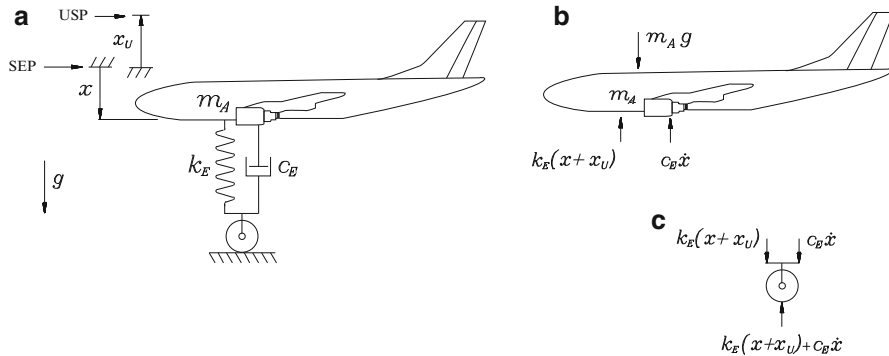 a
USP
x_U
SEP
x
m_A
k_E
c_E
g
b
m_A g
m_A
k_E(x+x_U)
c_E ẋ
c
k_E(x+x_U)
c_E ẋ
k_E(x+x_U)+c_E ẋ